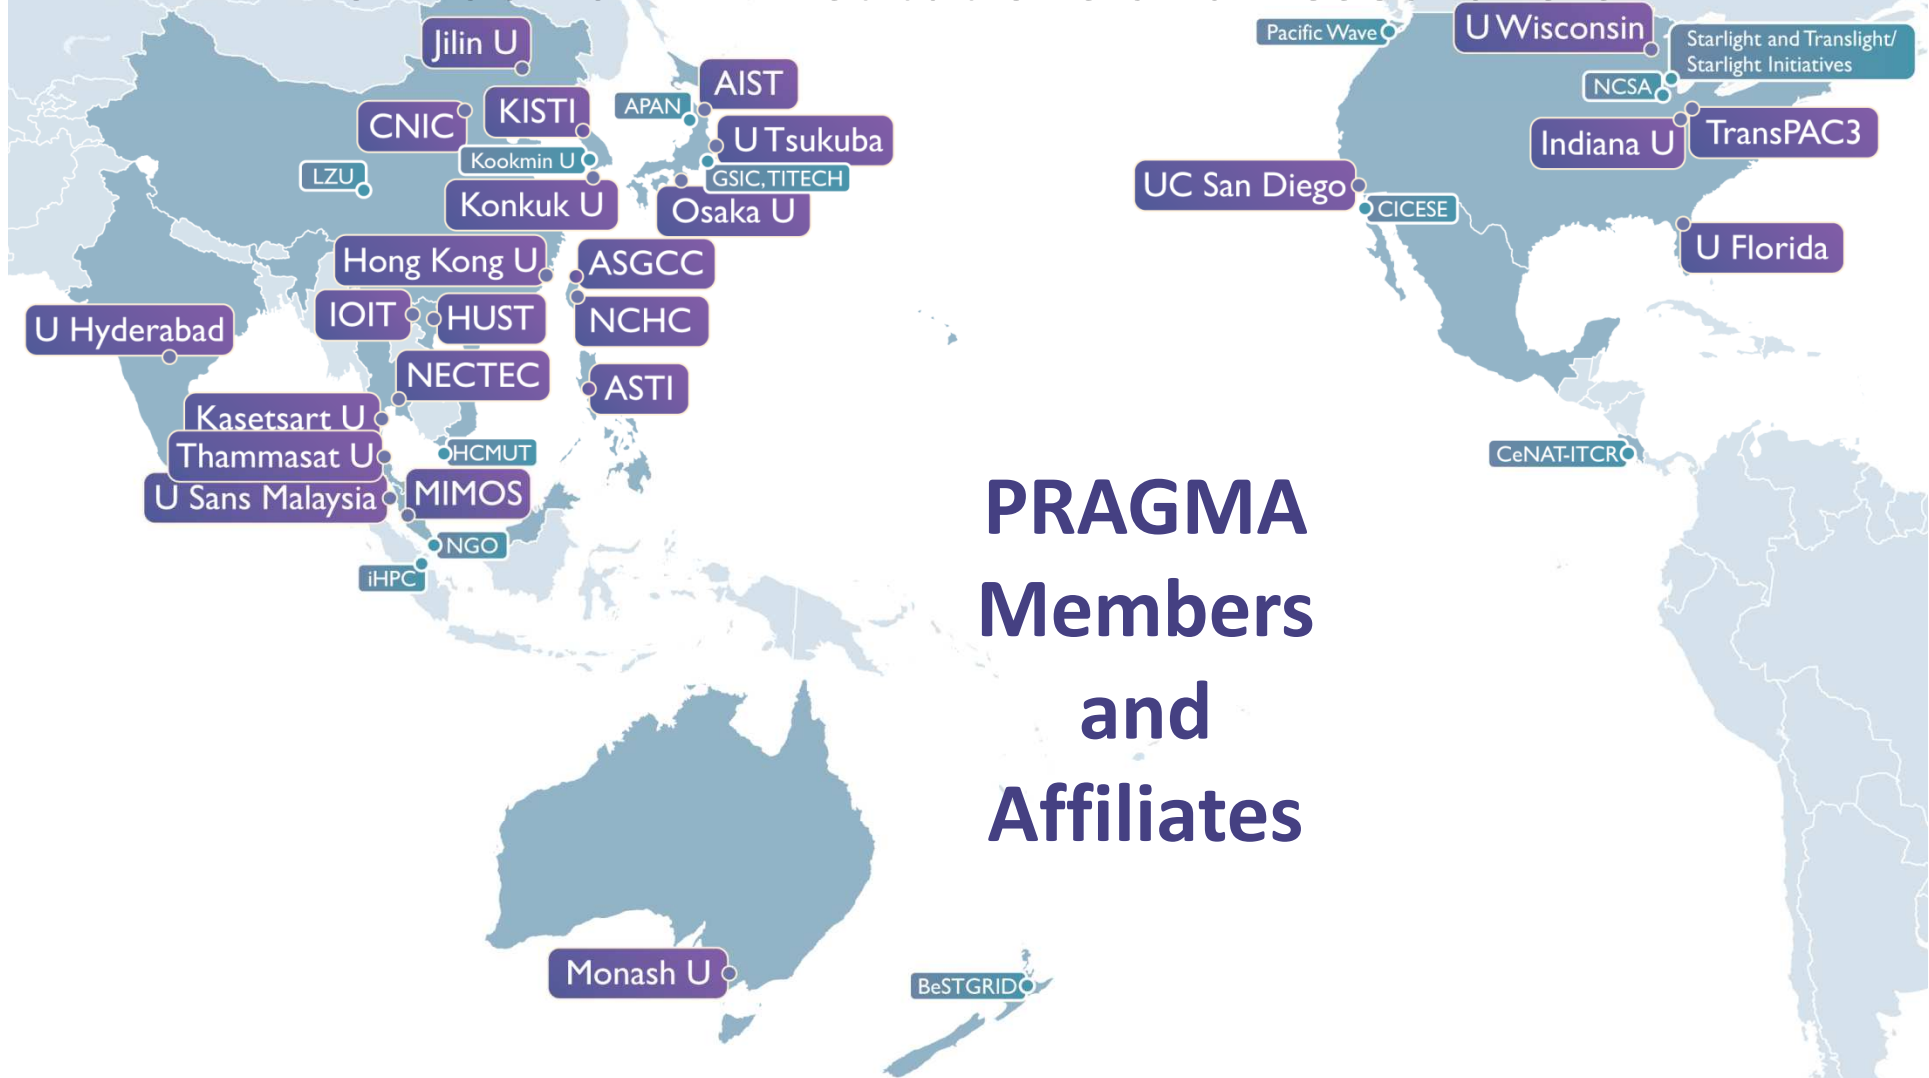 Jilin U
AIST
CNIC
KISTI
APAN
U Tsukuba
Kookmin U
LZU
GSIC, TITECH
Konkuk U
Osaka U
Hong Kong U
ASGCC
IOIT
HUST
NCHC
U Hyderabad
NECTEC
ASTI
Kasetsart U
Thammasat U
HCMUT
U Sans Malaysia
MIMOS
NGO
iHPC
Monash U
BeSTGRID
Pacific Wave
U Wisconsin
Starlight and Translight/
Starlight Initiatives
NCSA
Indiana U
TransPAC3
UC San Diego
CICESE
U Florida
CeNAT-ITCR
PRAGMA
Members
and
Affiliates